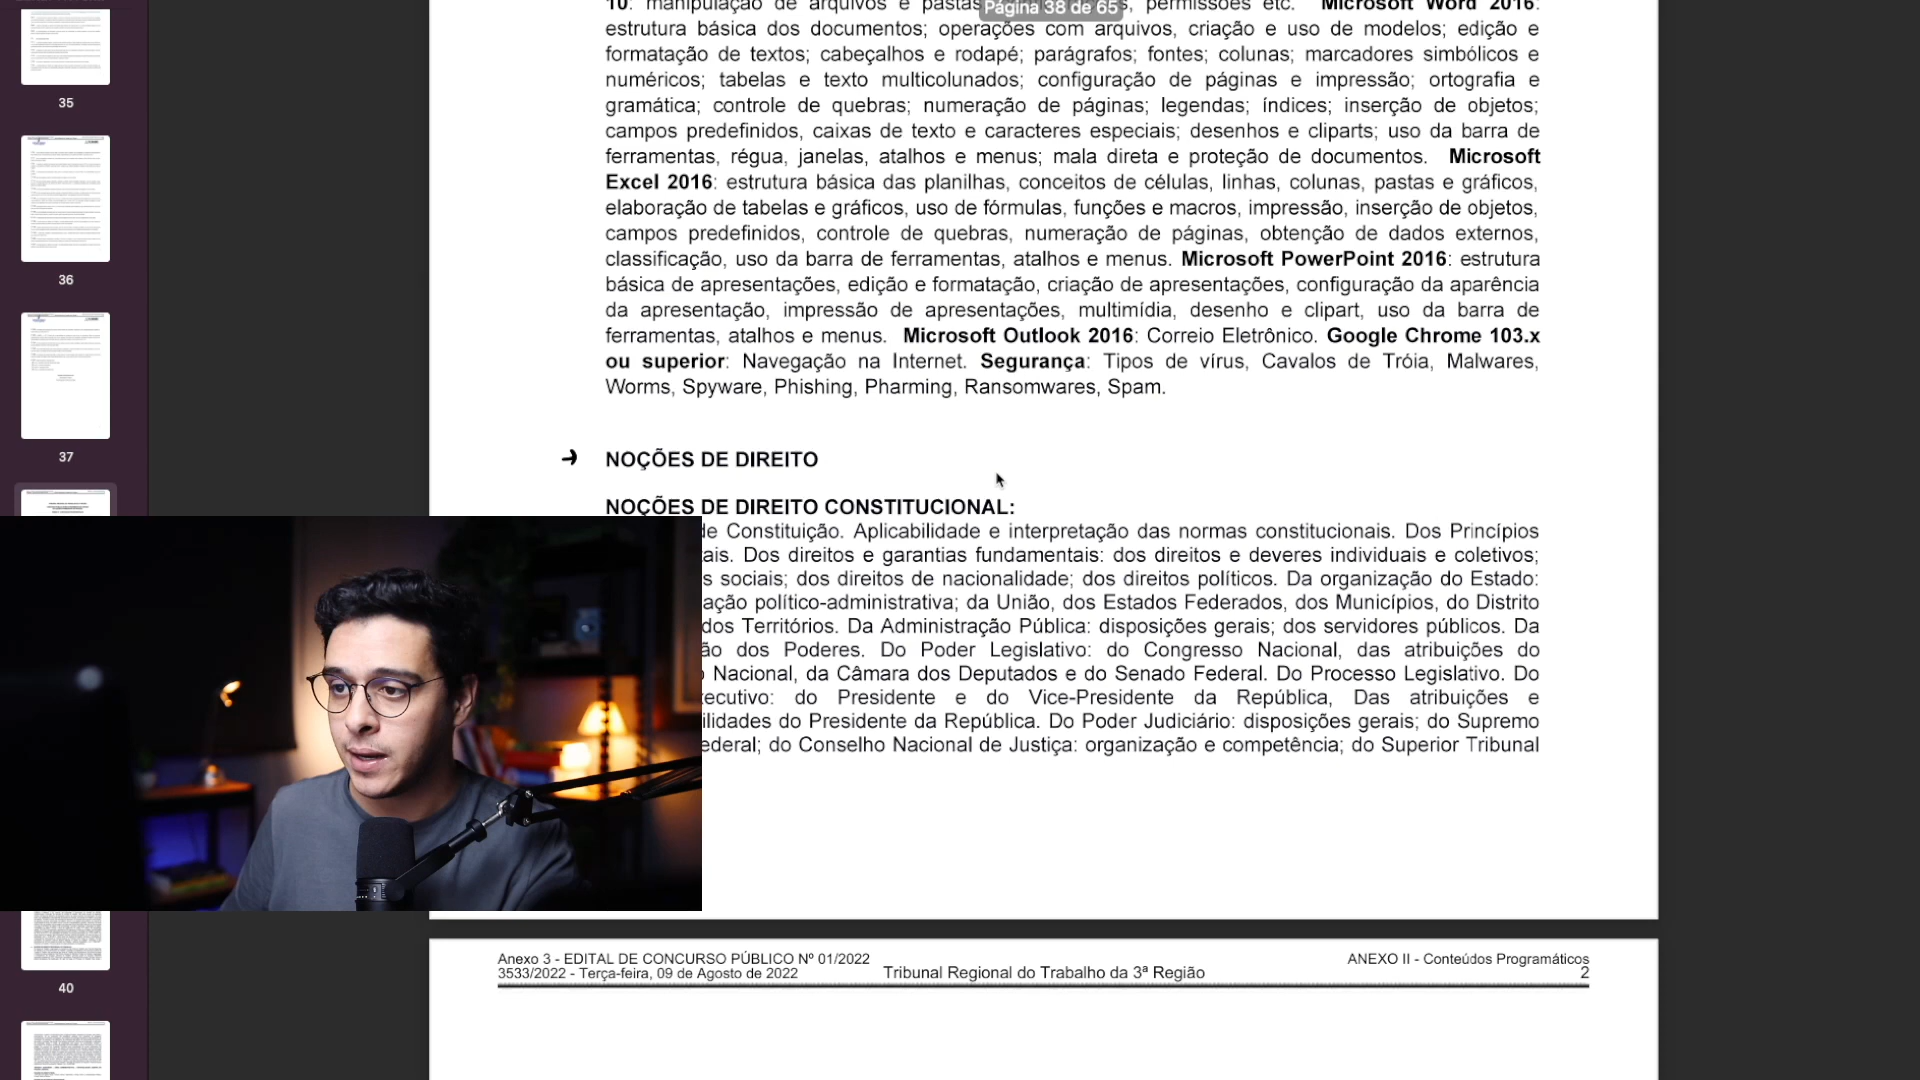 Página 38 de 65
10: manipulação de arquivos e pastas, permissões etc. Microsoft Word 2016:
estrutura básica dos documentos; operações com arquivos, criação e uso de modelos; edição e
formatação de textos; cabeçalhos e rodapé; parágrafos; fontes; colunas; marcadores simbólicos e
numéricos; tabelas e texto multicolunados; configuração de páginas e impressão; ortografia e
gramática; controle de quebras; numeração de páginas; legendas; índices; inserção de objetos;
campos predefinidos, caixas de texto e caracteres especiais; desenhos e cliparts; uso da barra de
ferramentas, régua, janelas, atalhos e menus; mala direta e proteção de documentos. Microsoft
Excel 2016: estrutura básica das planilhas, conceitos de células, linhas, colunas, pastas e gráficos,
elaboração de tabelas e gráficos, uso de fórmulas, funções e macros, impressão, inserção de objetos,
campos predefinidos, controle de quebras, numeração de páginas, obtenção de dados externos,
classificação, uso da barra de ferramentas, atalhos e menus. Microsoft PowerPoint 2016: estrutura
básica de apresentações, edição e formatação, criação de apresentações, configuração da aparência
da apresentação, impressão de apresentações, multimídia, desenho e clipart, uso da barra de
ferramentas, atalhos e menus. Microsoft Outlook 2016: Correio Eletrônico. Google Chrome 103.x
ou superior: Navegação na Internet. Segurança: Tipos de vírus, Cavalos de Tróia, Malwares,
Worms, Spyware, Phishing, Pharming, Ransomwares, Spam.
NOÇÕES DE DIREITO
NOÇÕES DE DIREITO CONSTITUCIONAL:
de Constituição. Aplicabilidade e interpretação das normas constitucionais. Dos Princípios
ais. Dos direitos e garantias fundamentais: dos direitos e deveres individuais e coletivos;
s sociais; dos direitos de nacionalidade; dos direitos políticos. Da organização do Estado:
ação político-administrativa; da União, dos Estados Federados, dos Municípios, do Distrito
dos Territórios. Da Administração Pública: disposições gerais; dos servidores públicos. Da
ão dos Poderes. Do Poder Legislativo: do Congresso Nacional, das atribuições do
Nacional, da Câmara dos Deputados e do Senado Federal. Do Processo Legislativo. Do
ecutivo: do Presidente e do Vice-Presidente da República, Das atribuições e
ilidades do Presidente da República. Do Poder Judiciário: disposições gerais; do Supremo
ederal; do Conselho Nacional de Justiça: organização e competência; do Superior Tribunal
Anexo 3 - EDITAL DE CONCURSO PÚBLICO Nº 01/2022
ANEXO II - Conteúdos Programáticos
3533/2022 - Terça-feira, 09 de Agosto de 2022
Tribunal Regional do Trabalho da 3ª Região
2
35
36
37
40